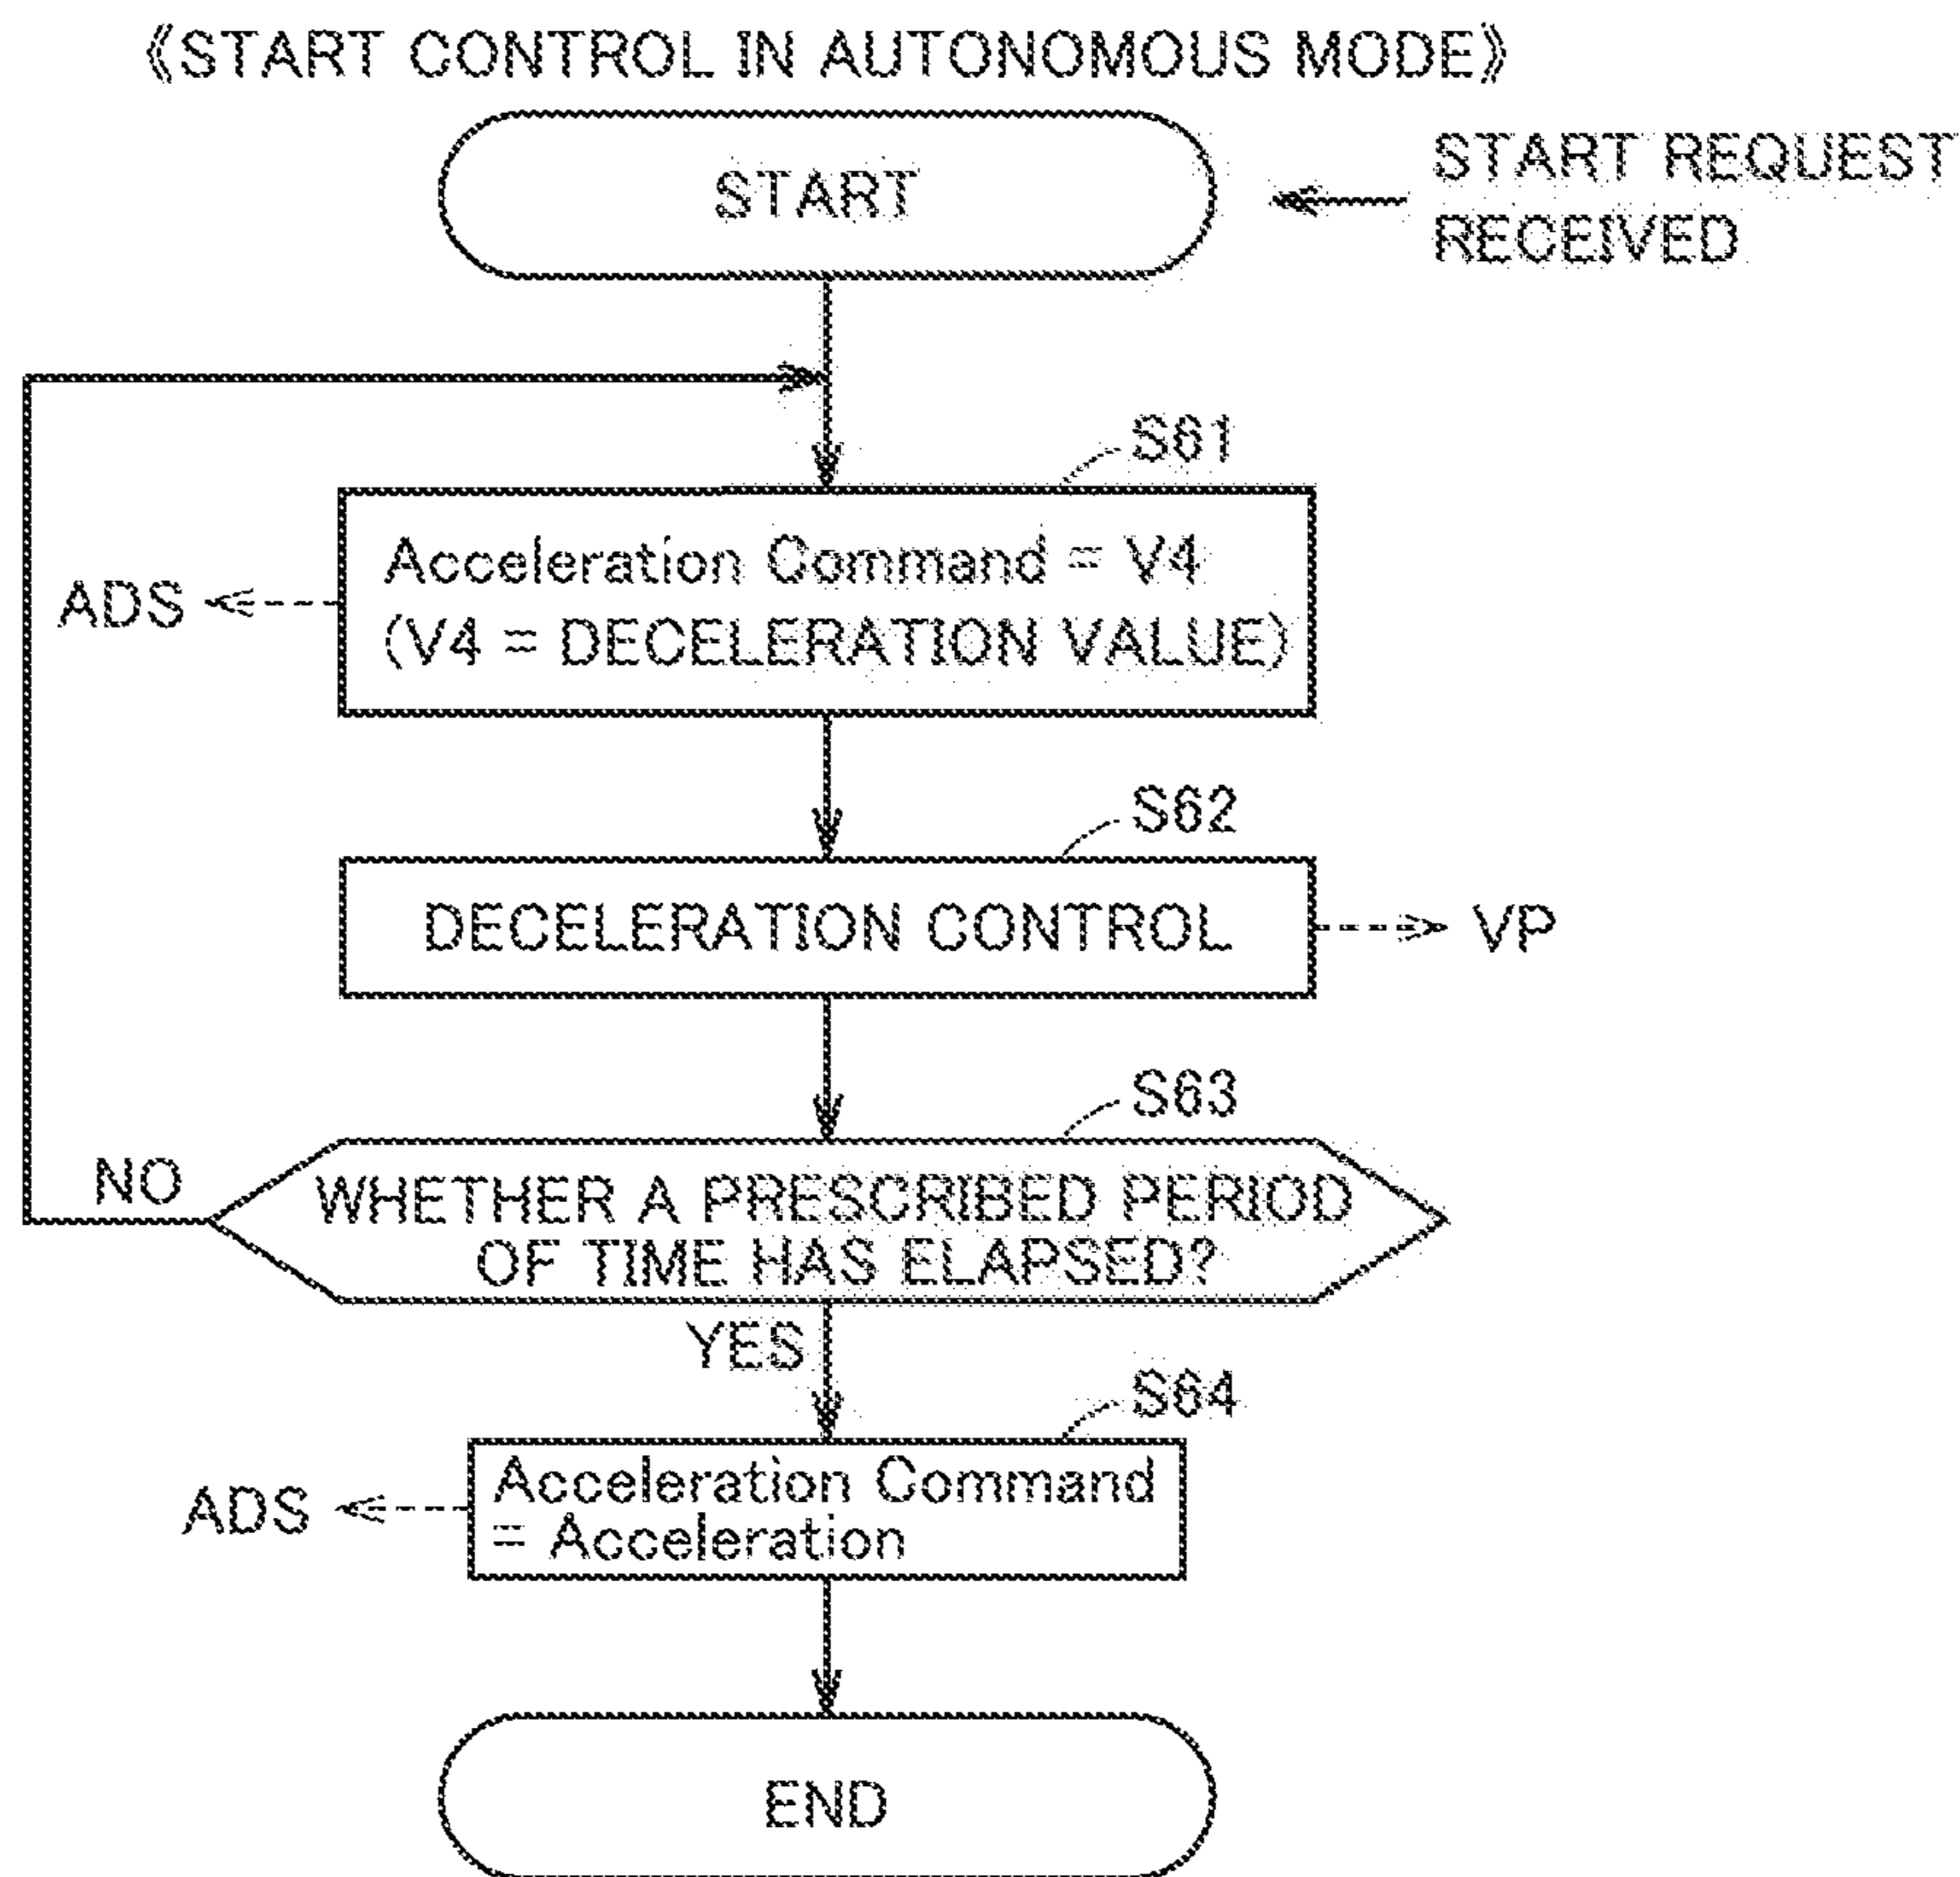 《START CONTROL IN AUTONOMOUS MODE》
START
START REQUEST
RECEIVED
S61
Acceleration Command = V4
(V4 = DECELERATION VALUE)
ADS
S62
DECELERATION CONTROL
VP
S63
NO
WHETHER A PRESCRIBED PERIOD
OF TIME HAS ELAPSED?
YES
S64
Acceleration Command
= Acceleration
ADS
END